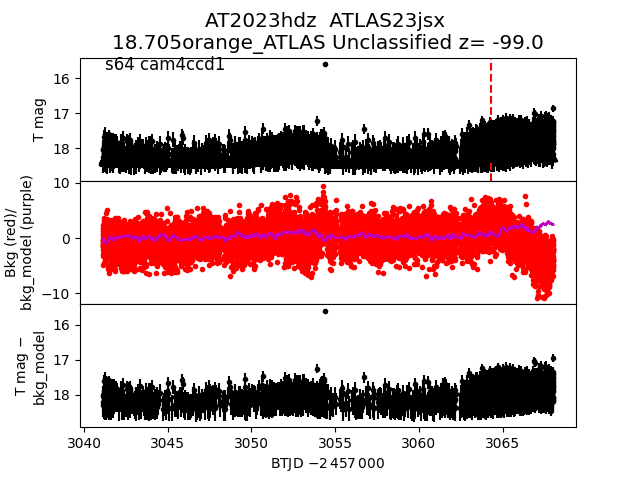 AT2023hdz  ATLAS23jsx
18.705orange_ATLAS Unclassified z= -99.0
s64 cam4ccd1
16
17
18
T mag
10
0
−10
Bkg (red)/
bkg_model (purple)
16
17
18
T mag −
bkg_model
3040
3045
3050
3055
3060
3065
BTJD −2 457 000